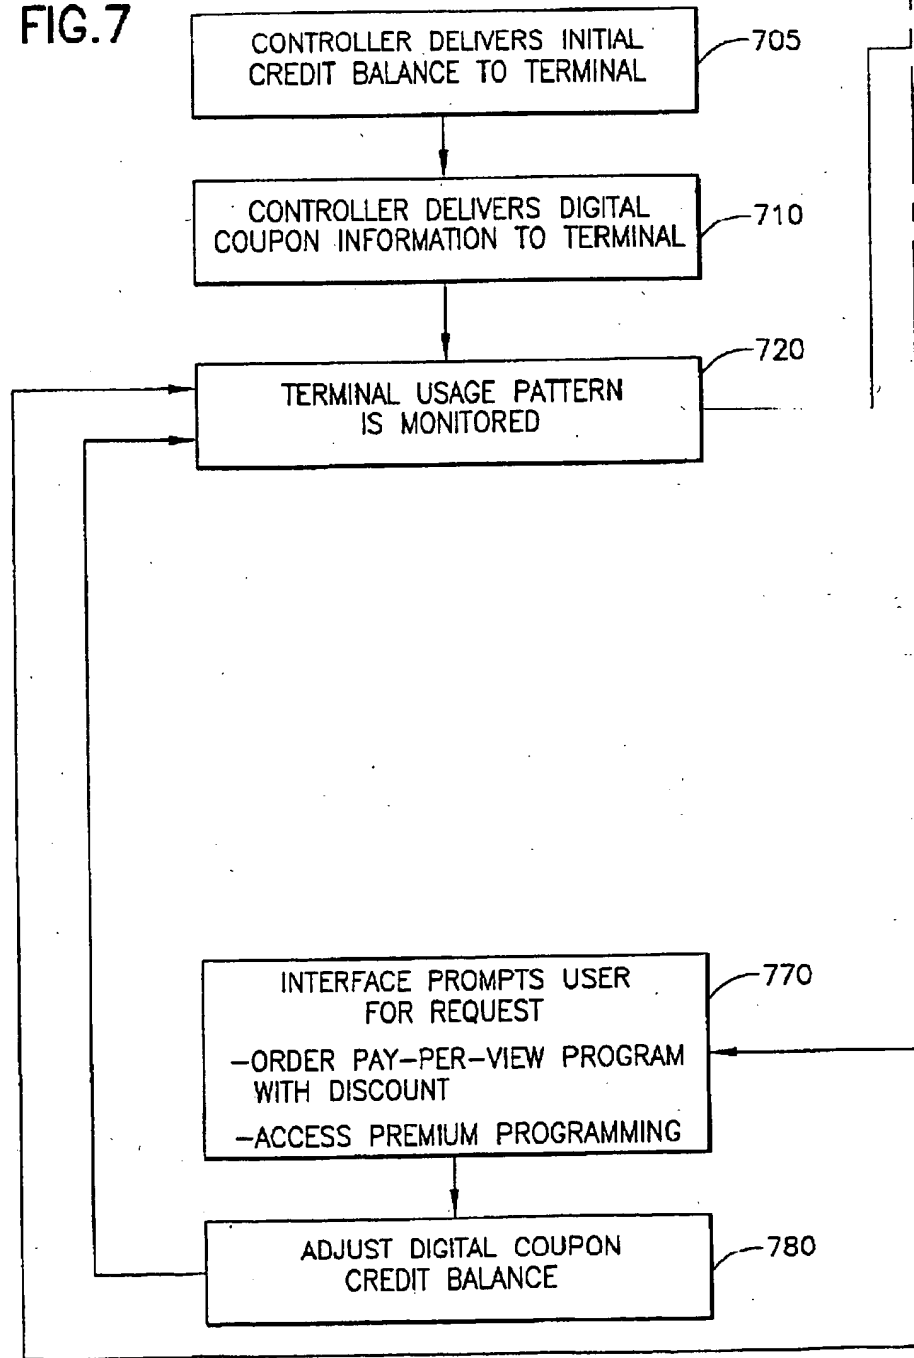 FIG.7
CONTROLLER DELIVERS INITIAL
CREDIT BALANCE TO TERMINAL
705
CONTROLLER DELIVERS DIGITAL
COUPON INFORMATION TO TERMINAL
710
TERMINAL USAGE PATTERN
IS MONITORED
720
INTERFACE PROMPTS USER
FOR REQUEST
-ORDER PAY-PER-VIEW PROGRAM
WITH DISCOUNT
-ACCESS PREMIUM PROGRAMMING
770
ADJUST DIGITAL COUPON
CREDIT BALANCE
780